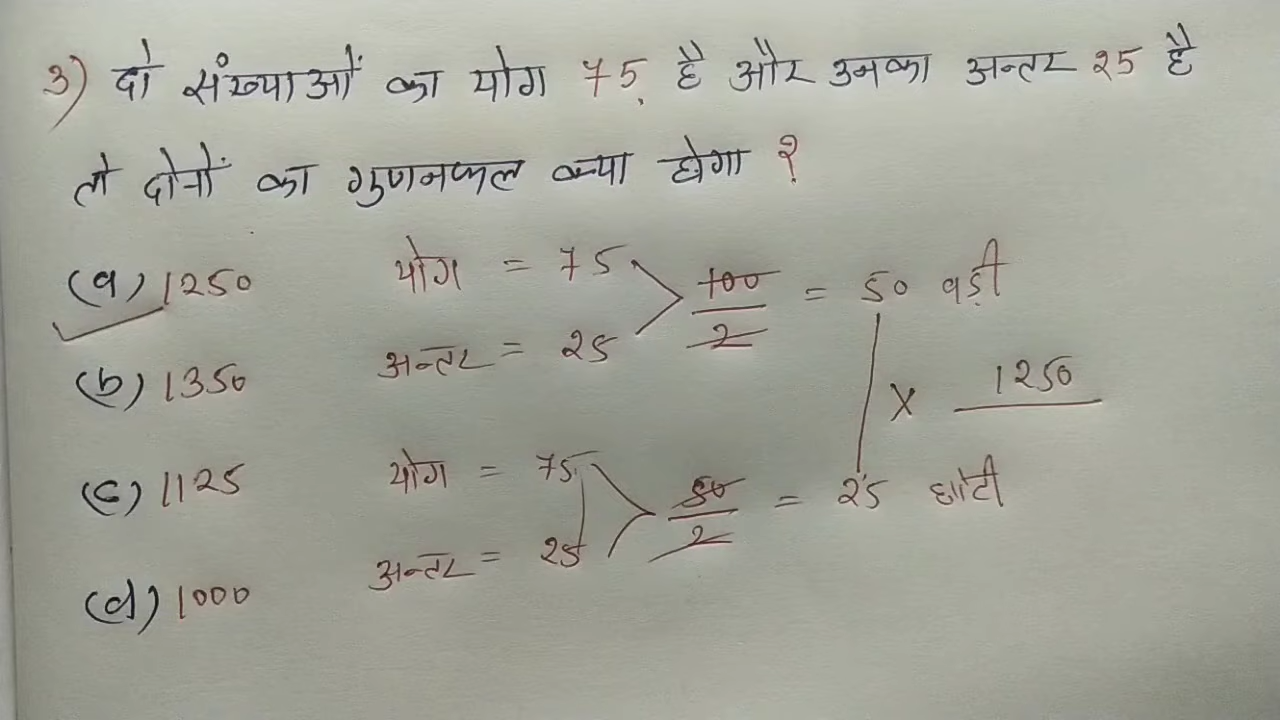 3) दो संख्याओं का योग 75 है और उनका अन्तर 25 है
तो दोनों का गुणनफल क्या होगा ?
(a) 1250
योग = 75
अन्तर = 25
100/2 = 50 बड़ी
(b) 1350
× 1250
(c) 1125
योग = 75
अन्तर = 25
50/2 = 25 छोटी
(d) 1000